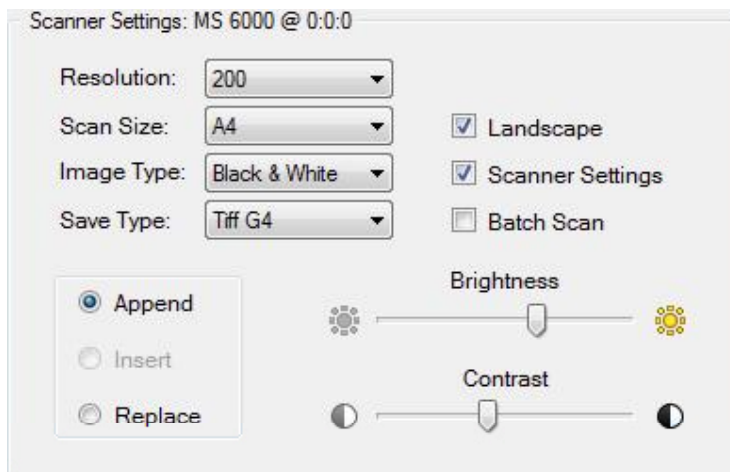 Scanner Settings: MS 6000 @ 0:0:0
Resolution: 200
Scan Size: A4
Landscape
Image Type: Black & White
Scanner Settings
Save Type: Tiff G4
Batch Scan
Append
Insert
Replace
Brightness
Contrast